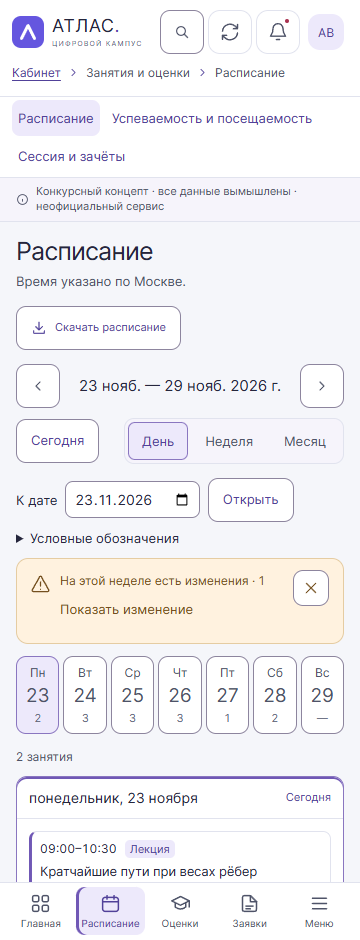 АТЛАС.
ЦИФРОВОЙ КАМПУС
АВ
Кабинет > Занятия и оценки > Расписание
Расписание Успеваемость и посещаемость
Сессия и зачёты
Конкурсный концепт · все данные вымышлены ·
неофициальный сервис
Расписание
Время указано по Москве.
Скачать расписание
23 нояб. — 29 нояб. 2026 г.
Сегодня День Неделя Месяц
К дате 23.11.2026 Открыть
Условные обозначения
На этой неделе есть изменения · 1
Показать изменение
Пн Вт Ср Чт Пт Сб Вс
23 24 25 26 27 28 29
2 3 3 3 1 2 —
2 занятия
понедельник, 23 ноября Сегодня
09:00–10:30 Лекция
Кратчайшие пути при весах рёбер
Главная Расписание Оценки Заявки Меню